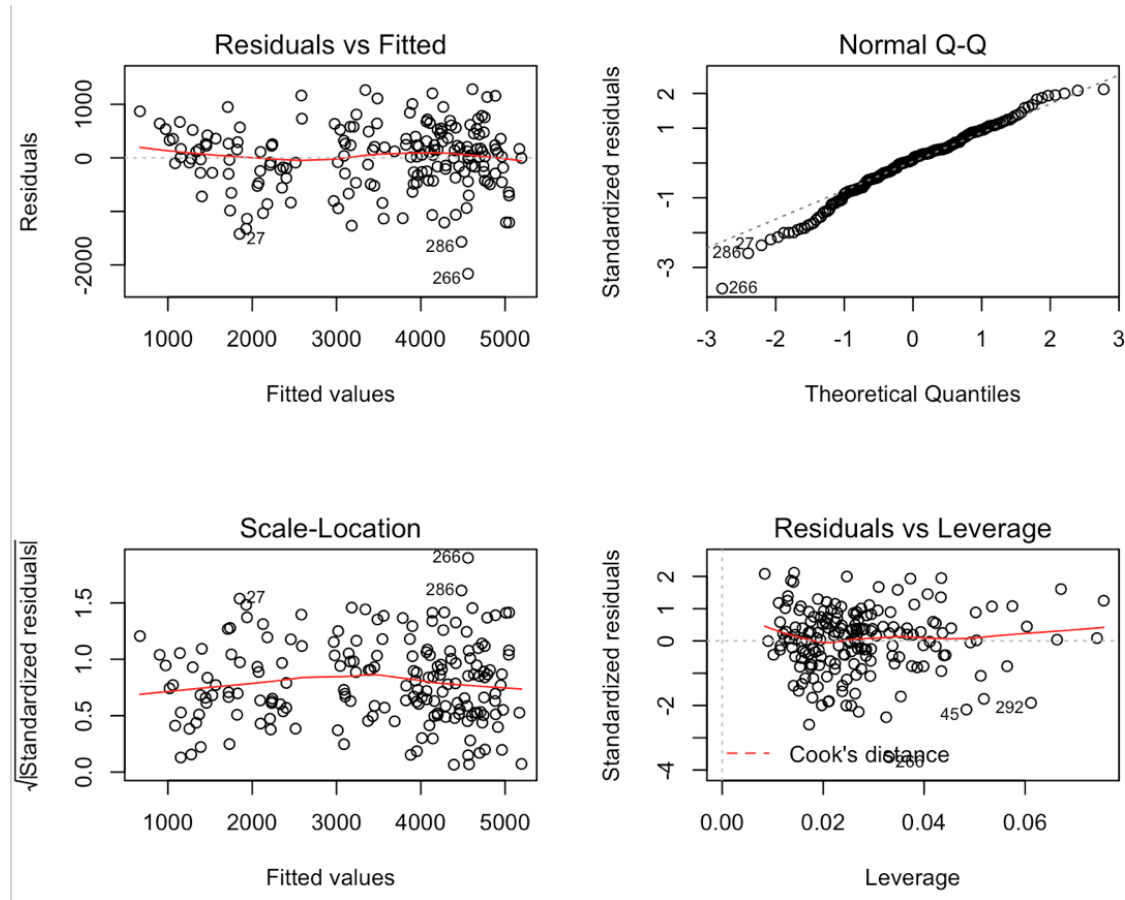 Residuals vs Fitted
Residuals
1000
0
-2000
27
286
266
1000 2000 3000 4000 5000
Fitted values
Normal Q-Q
Standardized residuals
2
1
-1
-3
27
286
266
-3 -2 -1 0 1 2 3
Theoretical Quantiles
Scale-Location
√|Standardized residuals|
1.5
1.0
0.5
0.0
266
286
27
1000 2000 3000 4000 5000
Fitted values
Residuals vs Leverage
Standardized residuals
2
1
0
-2
-4
45
292
Cook's distance
266
0.00 0.02 0.04 0.06
Leverage